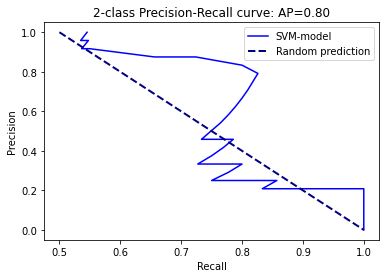 2-class Precision-Recall curve: AP=0.80
SVM-model
Random prediction
Precision
1.0
0.8
0.6
0.4
0.2
0.0
0.5 0.6 0.7 0.8 0.9 1.0
Recall